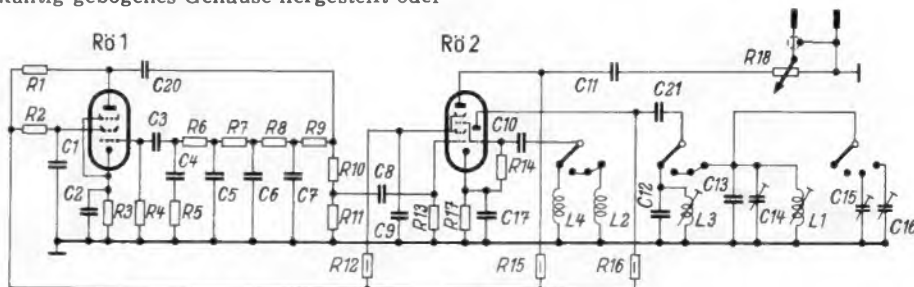 kantig gebogenes Gehäuse hergestellt oder
Rö 1
Rö 2
R18
R1
C20
C11
C21
R2
C3
R6
R7
R8
R9
C10
C1
C4
R10
C8
R14
C12
C13
C15
C2
R3
R4
R5
C5
C6
C7
R11
C9
R13
R17
C17
L4
L2
L3
C14
L1
C16
R12
R15
R16